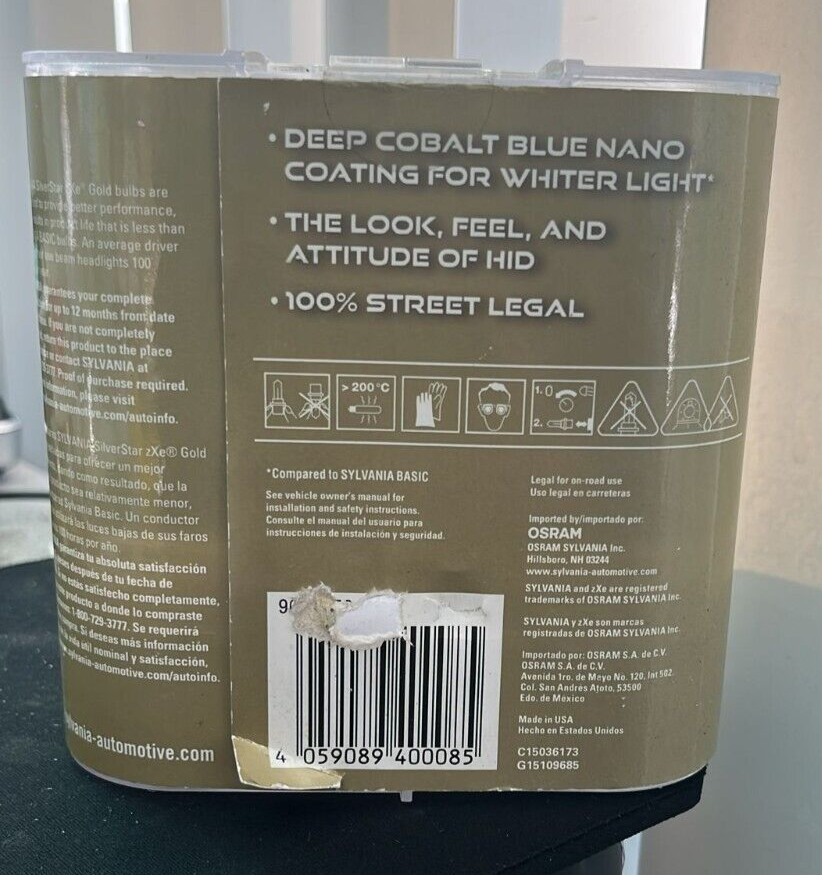 Gold bulbs are
better performance,
life that is less than
An average driver
beam headlights 100
your complete
up to 12 months from date
If you are not completely
this product to the place
or contact SYLVANIA at
Proof of purchase required.
please visit
.com/autoinfo.
SYLVANIA SilverStar zXe® Gold
para ofrecer un mejor
como resultado, que la
sea relativamente menor,
Sylvania Basic. Un conductor
las luces bajas de sus faros
horas por año.
tu absoluta satisfacción
después de tu fecha de
estás satisfecho completamente,
producto a donde lo compraste
1-800-729-3777. Se requerirá
Si deseas más información
útil nominal y satisfacción,
-automotive.com/autoinfo.
-automotive.com
• DEEP COBALT BLUE NANO
COATING FOR WHITER LIGHT*
• THE LOOK, FEEL, AND
ATTITUDE OF HID
• 100% STREET LEGAL
> 200 °C
1. 0
2.
*Compared to SYLVANIA BASIC
See vehicle owner's manual for
installation and safety instructions.
Consulte el manual del usuario para
instrucciones de instalación y seguridad.
4 059089 400085
Legal for on-road use
Uso legal en carreteras
Imported by/importado por:
OSRAM
OSRAM SYLVANIA Inc.
Hillsboro, NH 03244
www.sylvania-automotive.com
SYLVANIA and zXe are registered
trademarks of OSRAM SYLVANIA Inc.
SYLVANIA y zXe son marcas
registradas de OSRAM SYLVANIA Inc.
Importado por: OSRAM S.A. de C.V.
OSRAM S.A. de C.V.
Avenida 1ro. de Mayo No. 120, Int 502
Col. San Andrés Atoto, 53500
Edo. de México
Made in USA
Hecho en Estados Unidos
C15036173
G15109685